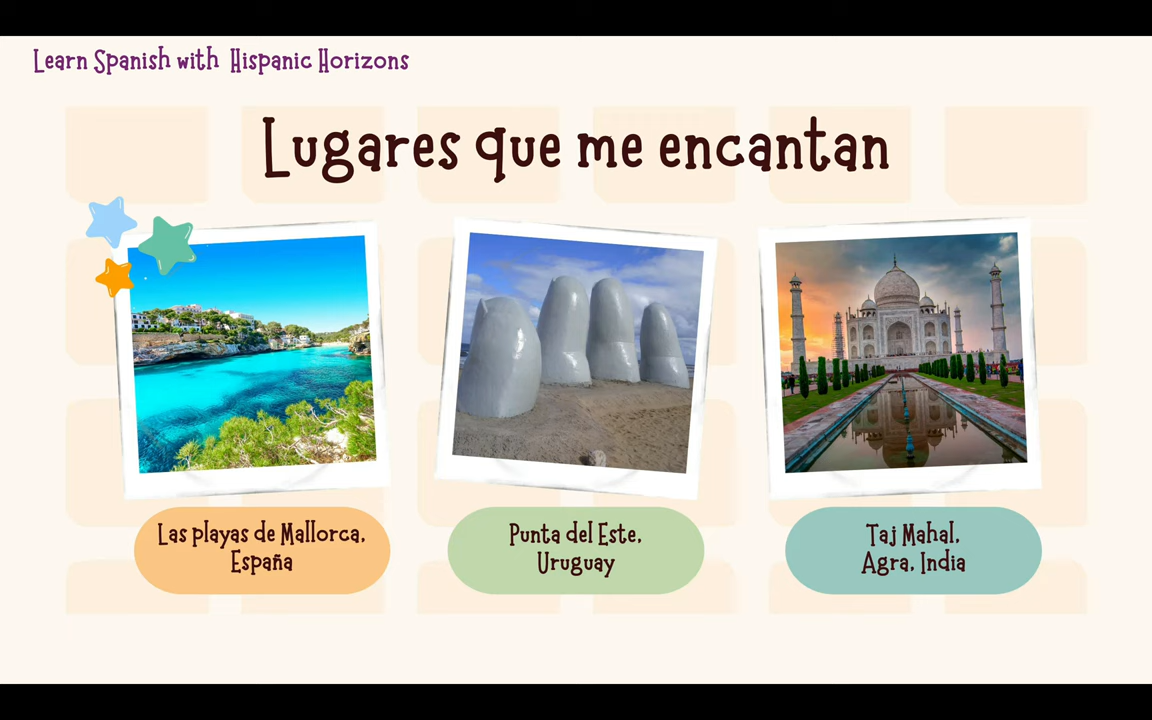 Learn Spanish with Hispanic Horizons
Lugares que me encantan
Las playas de Mallorca,
España
Punta del Este,
Uruguay
Taj Mahal,
Agra, India